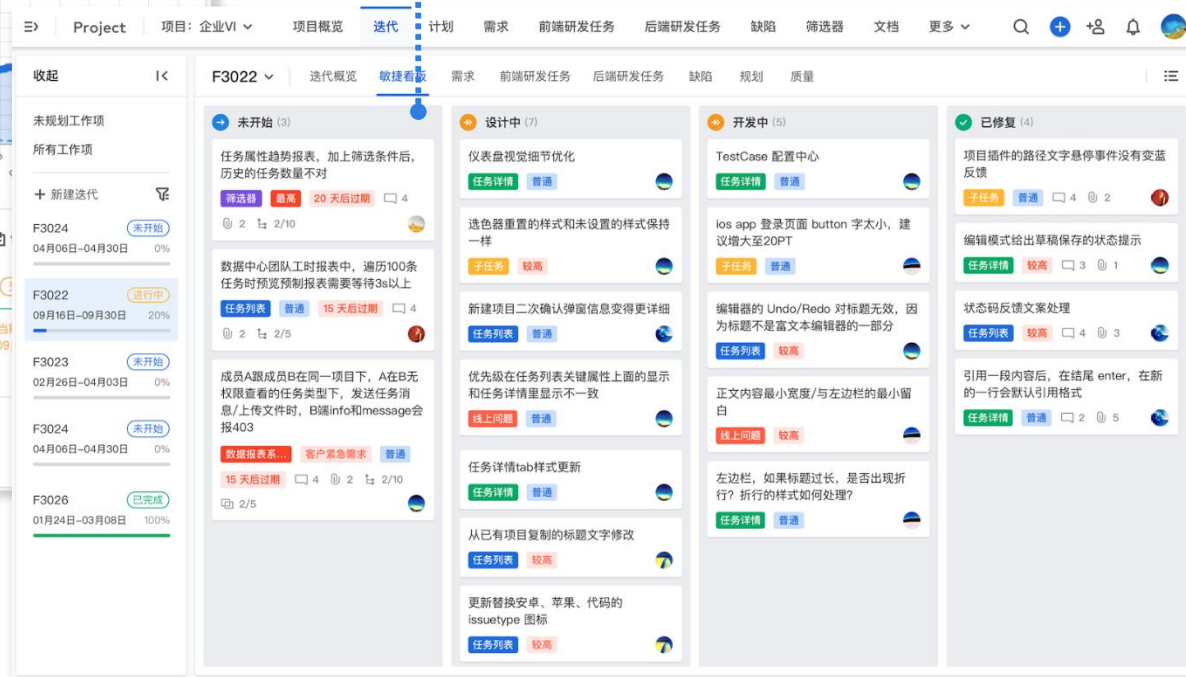 Project
项目：企业VI
项目概览
迭代
计划
需求
前端研发任务
后端研发任务
缺陷
筛选器
文档
更多
收起
未规划工作项
所有工作项
新建迭代
F3024
未开始
04月06日-04月30日
0%
F3022
进行中
09月16日-09月30日
20%
F3023
未开始
02月26日-04月03日
0%
F3024
未开始
04月06日-04月30日
0%
F3026
已完成
01月24日-03月08日
100%
F3022
迭代概览
敏捷看板
需求
前端研发任务
后端研发任务
缺陷
规划
质量
未开始 (3)
任务属性趋势报表，加上筛选条件后，
历史的任务数量不对
筛选器 最高 20 天后过期 4
2 2/10
数据中心团队工时报表中，遍历100条
任务时预览预制报表需要等待3s以上
任务列表 普通 15 天后过期 4
2 2/5
成员A跟成员B在同一项目下，A在B无
权限查看的任务类型下，发送任务消
息/上传文件时，B端info和message会
报403
数据报表系... 客户紧急需求 普通
15 天后过期 4 2 2/10
2/5
设计中 (7)
仪表盘视觉细节优化
任务详情 普通
选色器重置的样式和未设置的样式保持
一样
子任务 较高
新建项目二次确认弹窗信息变得更详细
任务列表 普通
优先级在任务列表关键属性上面的显示
和任务详情里显示不一致
线上问题 普通
任务详情tab样式更新
任务详情 普通
从已有项目复制的标题文字修改
任务列表 较高
更新替换安卓、苹果、代码的
issuetype 图标
任务列表 较高
开发中 (5)
TestCase 配置中心
任务详情 普通
ios app 登录页面 button 字太小，建
议增大至20PT
子任务 普通
编辑器的 Undo/Redo 对标题无效，因
为标题不是富文本编辑器的一部分
任务列表 较高
正文内容最小宽度/与左边栏的最小留
白
线上问题 较高
左边栏，如果标题过长，是否出现折
行？折行的样式如何处理？
任务详情 普通
已修复 (4)
项目插件的路径文字悬停事件没有变蓝
反馈
子任务 普通 4 2
编辑模式给出草稿保存的状态提示
任务详情 较高 3 1
状态码反馈文案处理
任务列表 较高 4 3
引用一段内容后，在结尾 enter，在新
的一行会默认引用格式
任务详情 普通 2 5